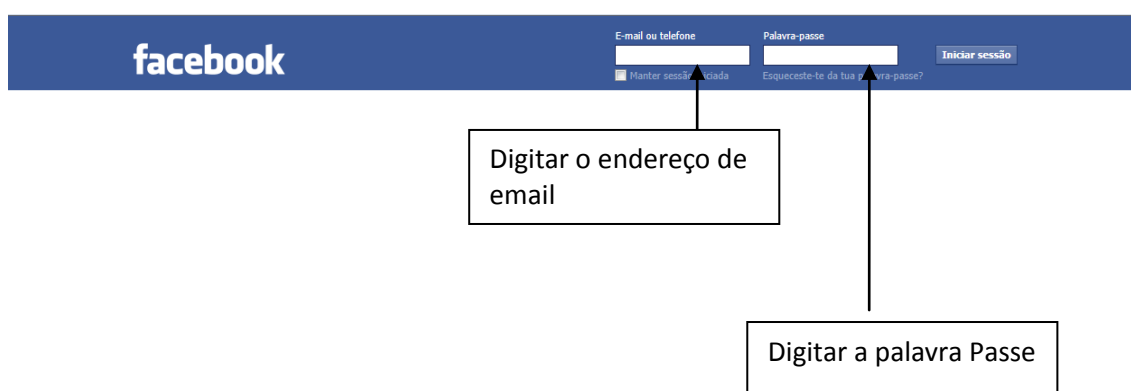 facebook
E-mail ou telefone
Palavra-passe
Iniciar sessão
Manter sessão iniciada
Esqueceste-te da tua palavra-passe?
Digitar o endereço de
email
Digitar a palavra Passe